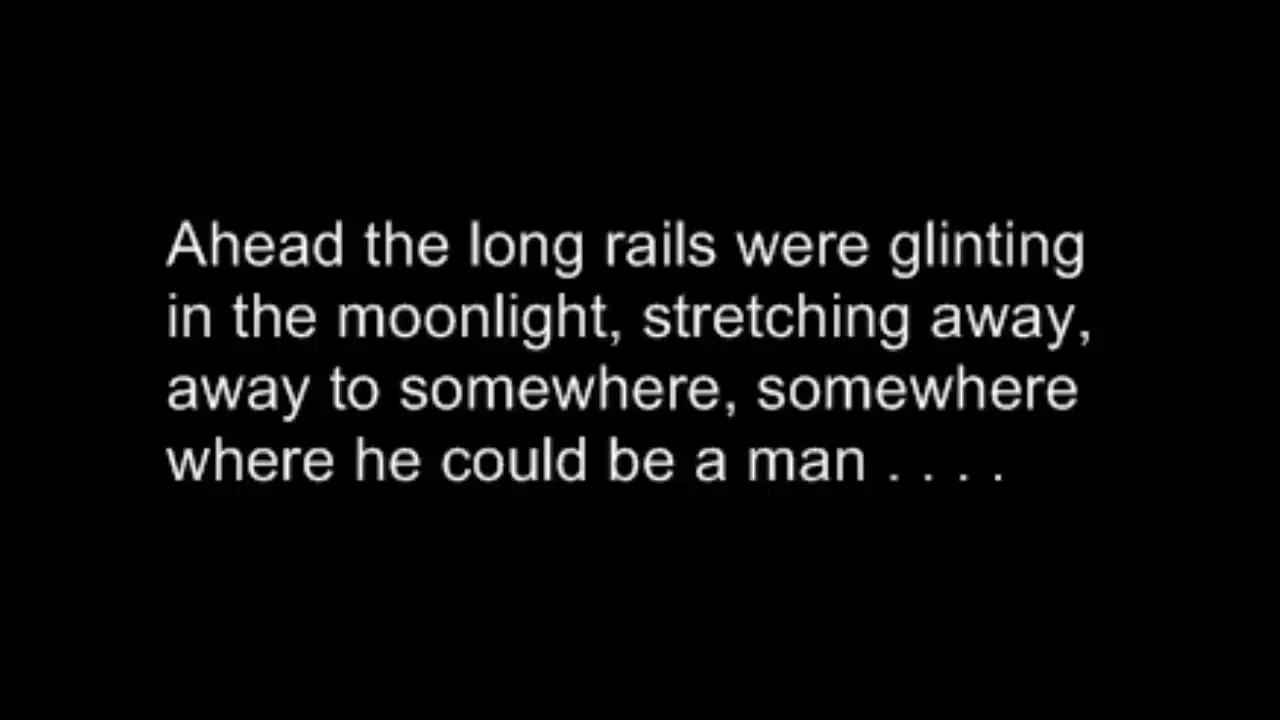 Ahead the long rails were glinting
in the moonlight, stretching away,
away to somewhere, somewhere
where he could be a man . . . .